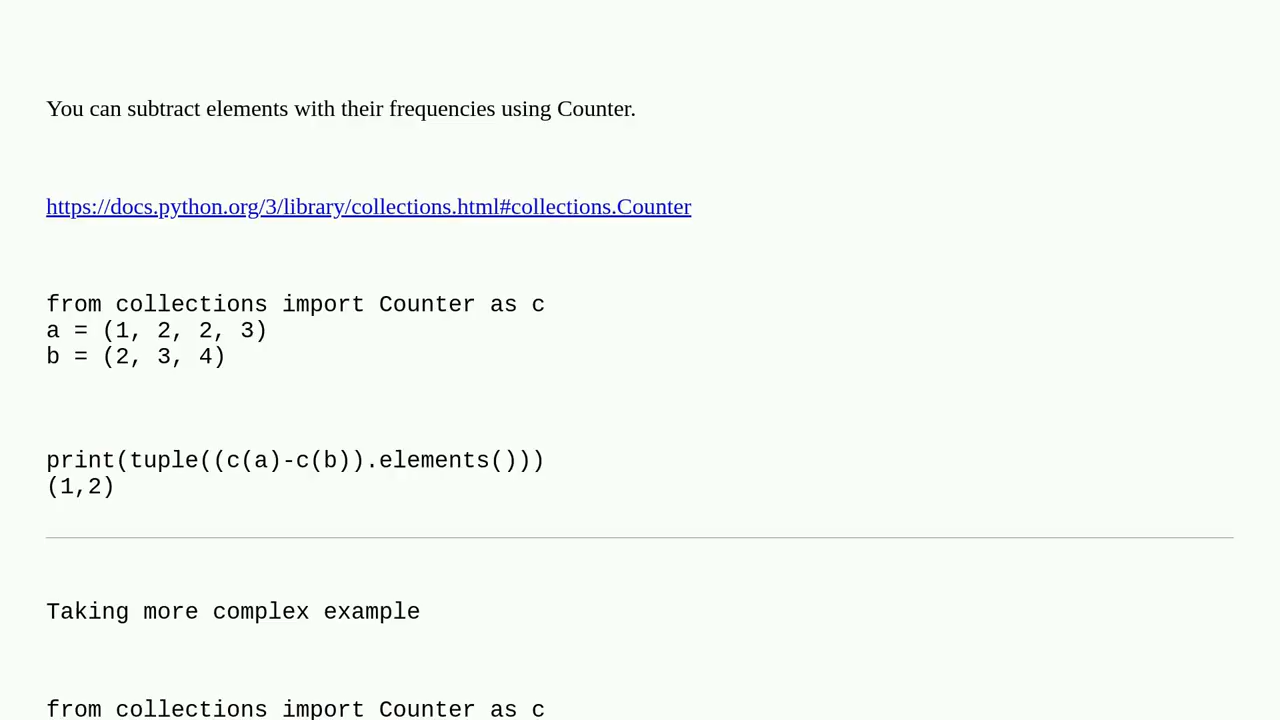 You can subtract elements with their frequencies using Counter.
https://docs.python.org/3/library/collections.html#collections.Counter
from collections import Counter as c
a = (1, 2, 2, 3)
b = (2, 3, 4)
print(tuple((c(a)-c(b)).elements()))
(1,2)
Taking more complex example
from collections import Counter as c